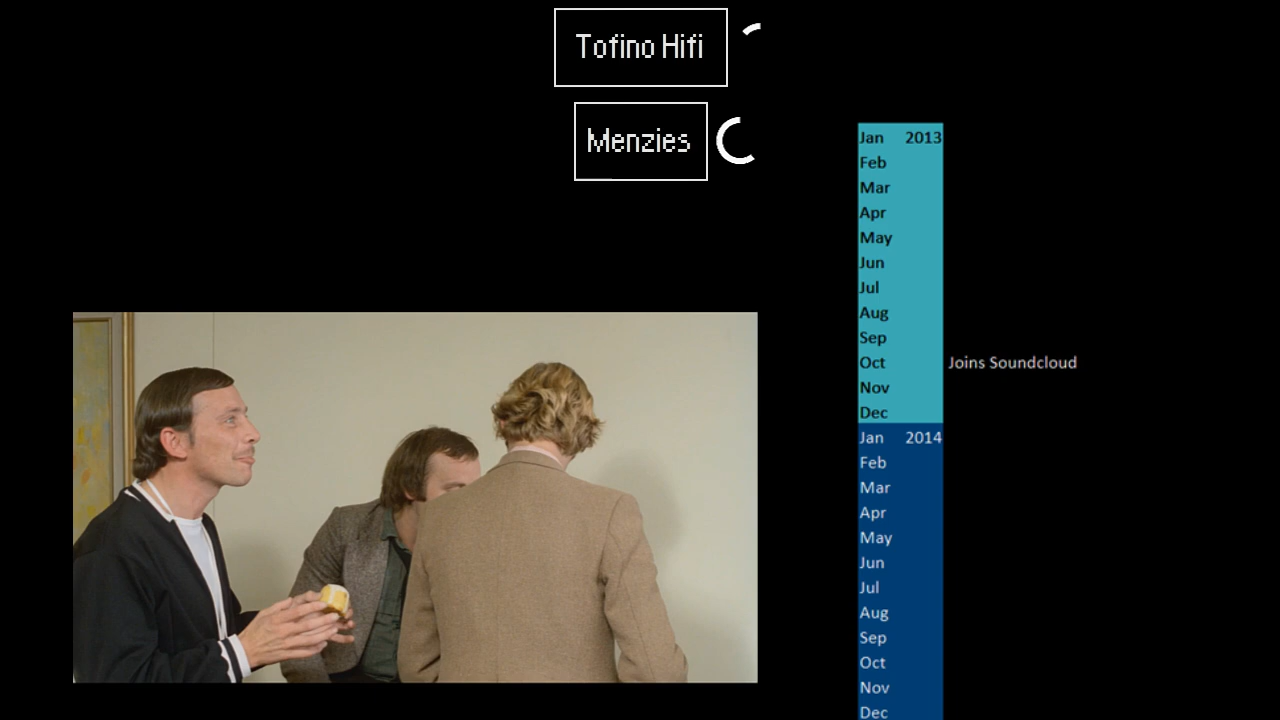 Tofino Hifi
Menzies
Jan 2013
Feb
Mar
Apr
May
Jun
Jul
Aug
Sep
Oct Joins Soundcloud
Nov
Dec
Jan 2014
Feb
Mar
Apr
May
Jun
Jul
Aug
Sep
Oct
Nov
Dec